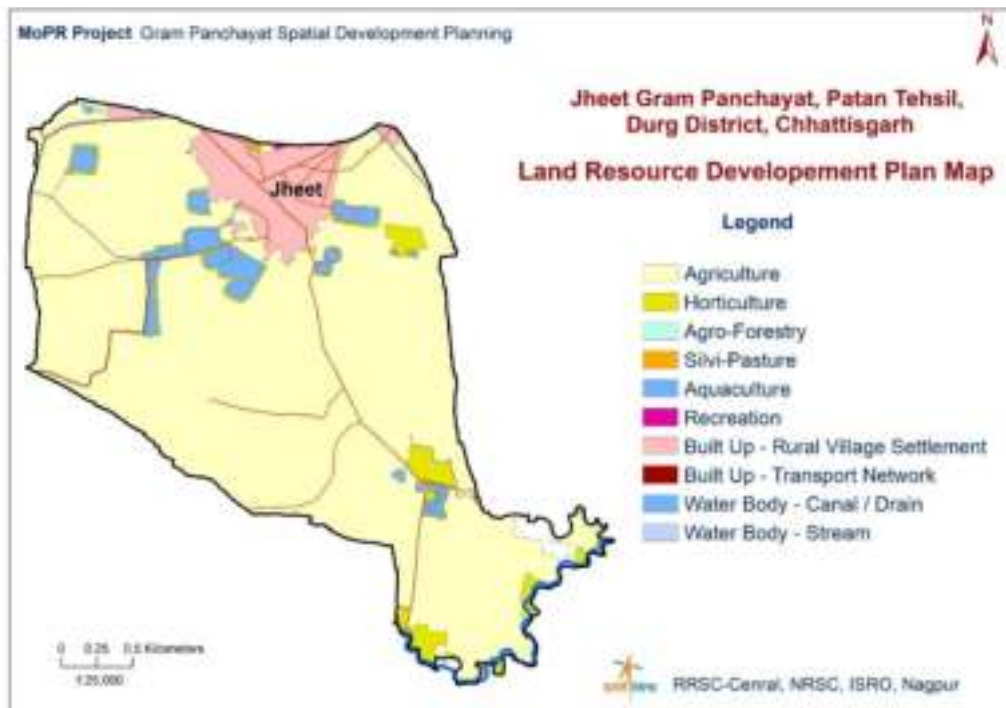 MoPR Project Gram Panchayat Spatial Development Planning
N
Jheet Gram Panchayat, Patan Tehsil,
Durg District, Chhattisgarh
Land Resource Developement Plan Map
Jheet
Legend
Agriculture
Horticulture
Agro-Forestry
Silvi-Pasture
Aquaculture
Recreation
Built Up - Rural Village Settlement
Built Up - Transport Network
Water Body - Canal / Drain
Water Body - Stream
0 0.25 0.5 Kilometers
1:25,000
RRSC-Cenral, NRSC, ISRO, Nagpur